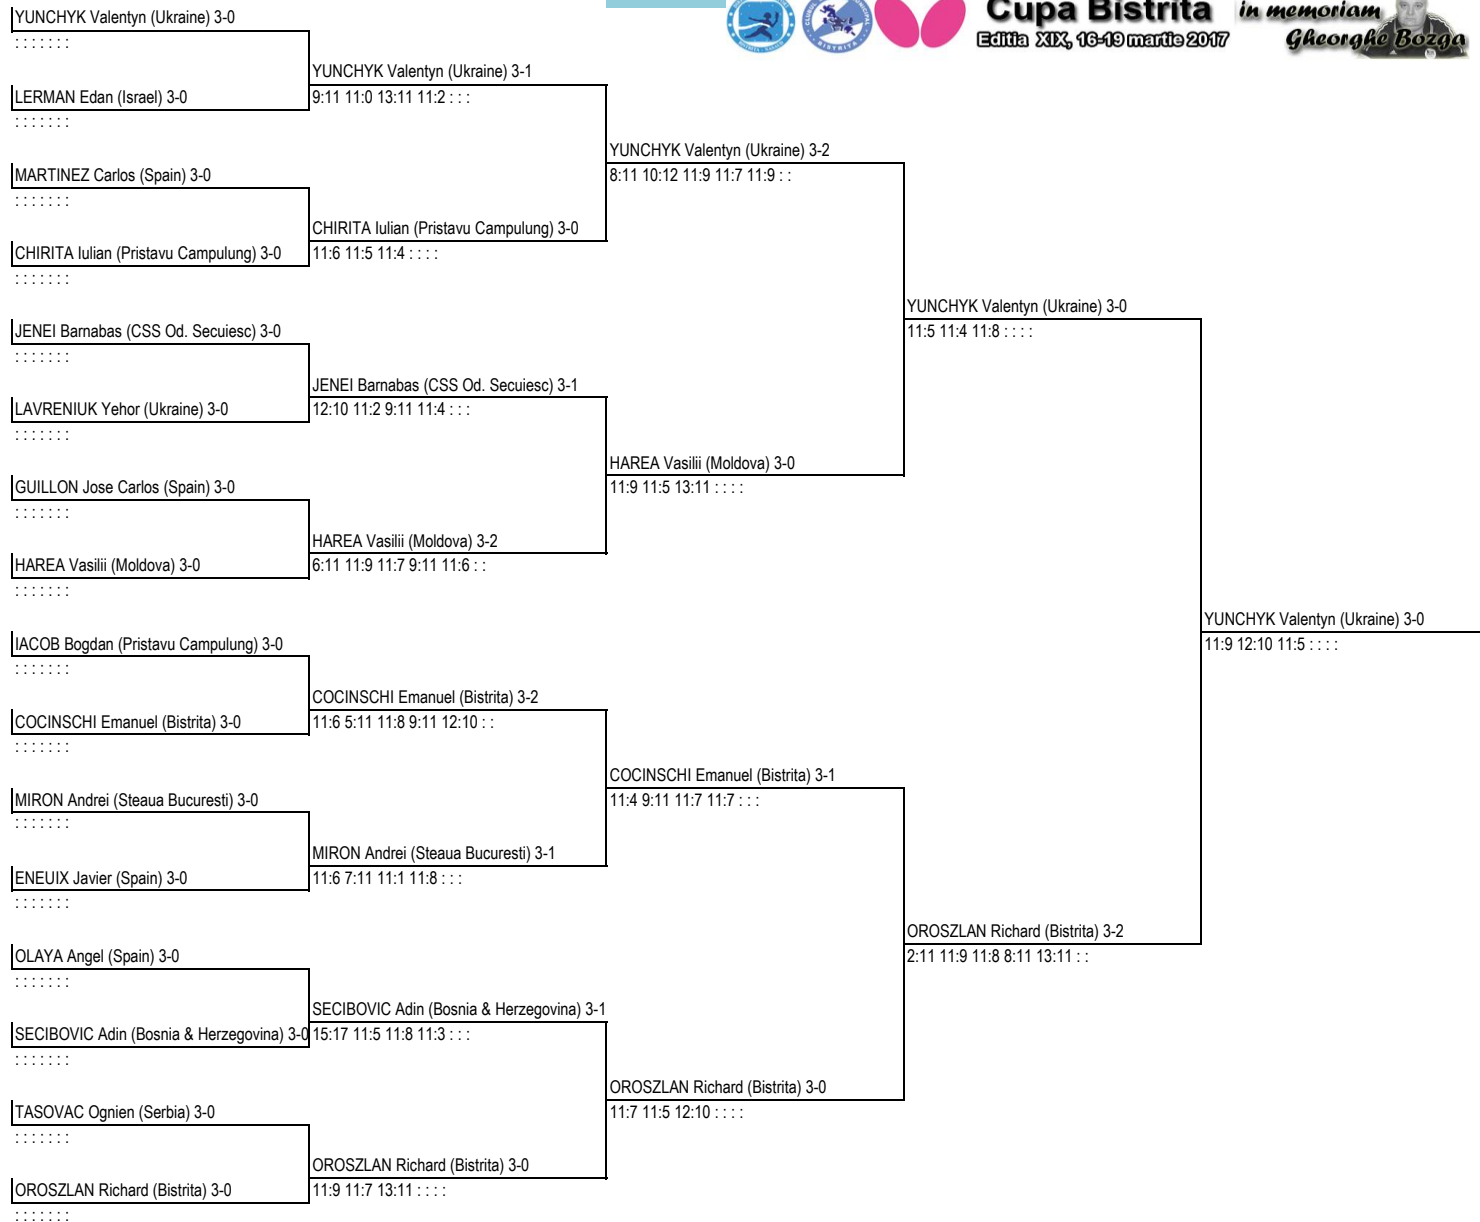 Cupa Bistrita in memoriam
Editia XIX, 16-19 martie 2017 Gheorghe Bozga
YUNCHYK Valentyn (Ukraine) 3-0
: : : : : : :
YUNCHYK Valentyn (Ukraine) 3-1
LERMAN Edan (Israel) 3-0
9:11 11:0 13:11 11:2 : : :
: : : : : : :
YUNCHYK Valentyn (Ukraine) 3-2
MARTINEZ Carlos (Spain) 3-0
8:11 10:12 11:9 11:7 11:9 : :
: : : : : : :
CHIRITA Iulian (Pristavu Campulung) 3-0
CHIRITA Iulian (Pristavu Campulung) 3-0
11:6 11:5 11:4 : : : :
: : : : : : :
YUNCHYK Valentyn (Ukraine) 3-0
JENEI Barnabas (CSS Od. Secuiesc) 3-0
11:5 11:4 11:8 : : : :
: : : : : : :
JENEI Barnabas (CSS Od. Secuiesc) 3-1
LAVRENIUK Yehor (Ukraine) 3-0
12:10 11:2 9:11 11:4 : : :
: : : : : : :
HAREA Vasilii (Moldova) 3-0
GUILLON Jose Carlos (Spain) 3-0
11:9 11:5 13:11 : : : :
: : : : : : :
HAREA Vasilii (Moldova) 3-2
HAREA Vasilii (Moldova) 3-0
6:11 11:9 11:7 9:11 11:6 : :
: : : : : : :
YUNCHYK Valentyn (Ukraine) 3-0
IACOB Bogdan (Pristavu Campulung) 3-0
11:9 12:10 11:5 : : : :
: : : : : : :
COCINSCHI Emanuel (Bistrita) 3-2
COCINSCHI Emanuel (Bistrita) 3-0
11:6 5:11 11:8 9:11 12:10 : :
: : : : : : :
COCINSCHI Emanuel (Bistrita) 3-1
MIRON Andrei (Steaua Bucuresti) 3-0
11:4 9:11 11:7 11:7 : : :
: : : : : : :
MIRON Andrei (Steaua Bucuresti) 3-1
ENEUIX Javier (Spain) 3-0
11:6 7:11 11:1 11:8 : : :
: : : : : : :
OROSZLAN Richard (Bistrita) 3-2
OLAYA Angel (Spain) 3-0
2:11 11:9 11:8 8:11 13:11 : :
: : : : : : :
SECIBOVIC Adin (Bosnia & Herzegovina) 3-1
SECIBOVIC Adin (Bosnia & Herzegovina) 3-0
15:17 11:5 11:8 11:3 : : :
: : : : : : :
OROSZLAN Richard (Bistrita) 3-0
TASOVAC Ognien (Serbia) 3-0
11:7 11:5 12:10 : : : :
: : : : : : :
OROSZLAN Richard (Bistrita) 3-0
OROSZLAN Richard (Bistrita) 3-0
11:9 11:7 13:11 : : : :
: : : : : : :